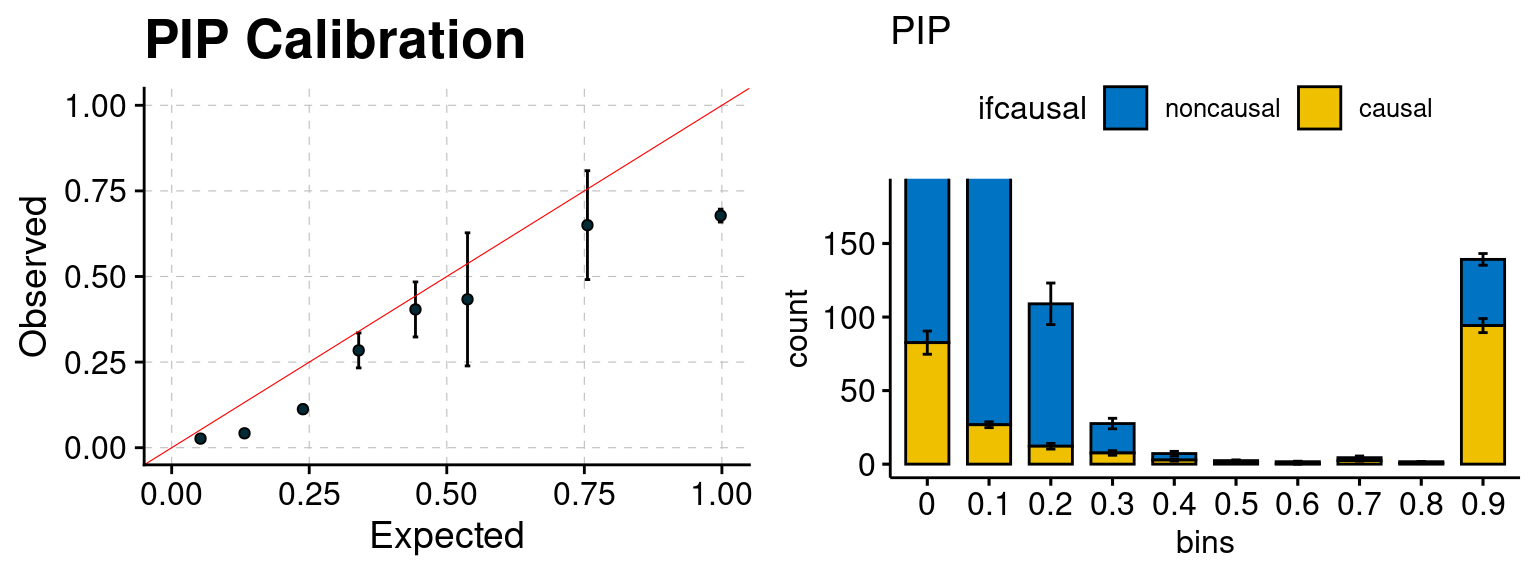 PIP Calibration
1.00
0.75
0.50
0.25
0.00
Observed
0.00 0.25 0.50 0.75 1.00
Expected
PIP
ifcausal noncausal causal
150
100
50
0
count
0 0.1 0.2 0.3 0.4 0.5 0.6 0.7 0.8 0.9
bins